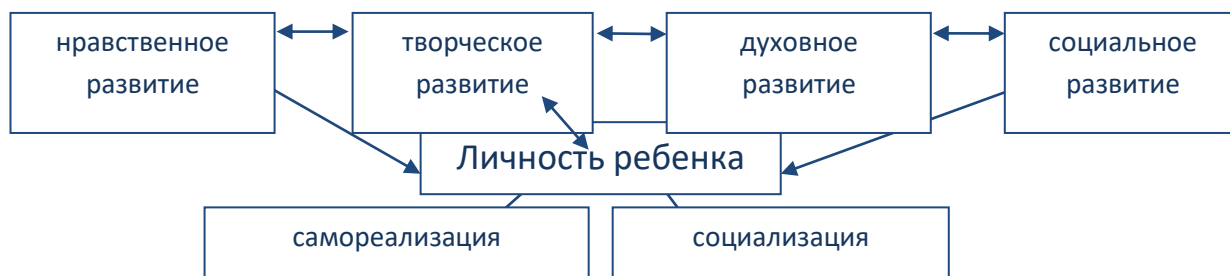 нравственное
развитие
творческое
развитие
духовное
развитие
социальное
развитие
Личность ребенка
самореализация
социализация